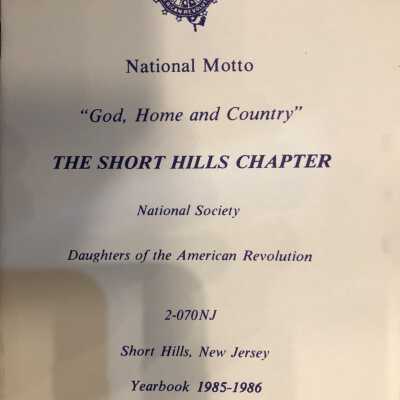 National Motto
“God, Home and Country”
THE SHORT HILLS CHAPTER
National Society
Daughters of the American Revolution
2-070NJ
Short Hills, New Jersey
Yearbook 1985-1986